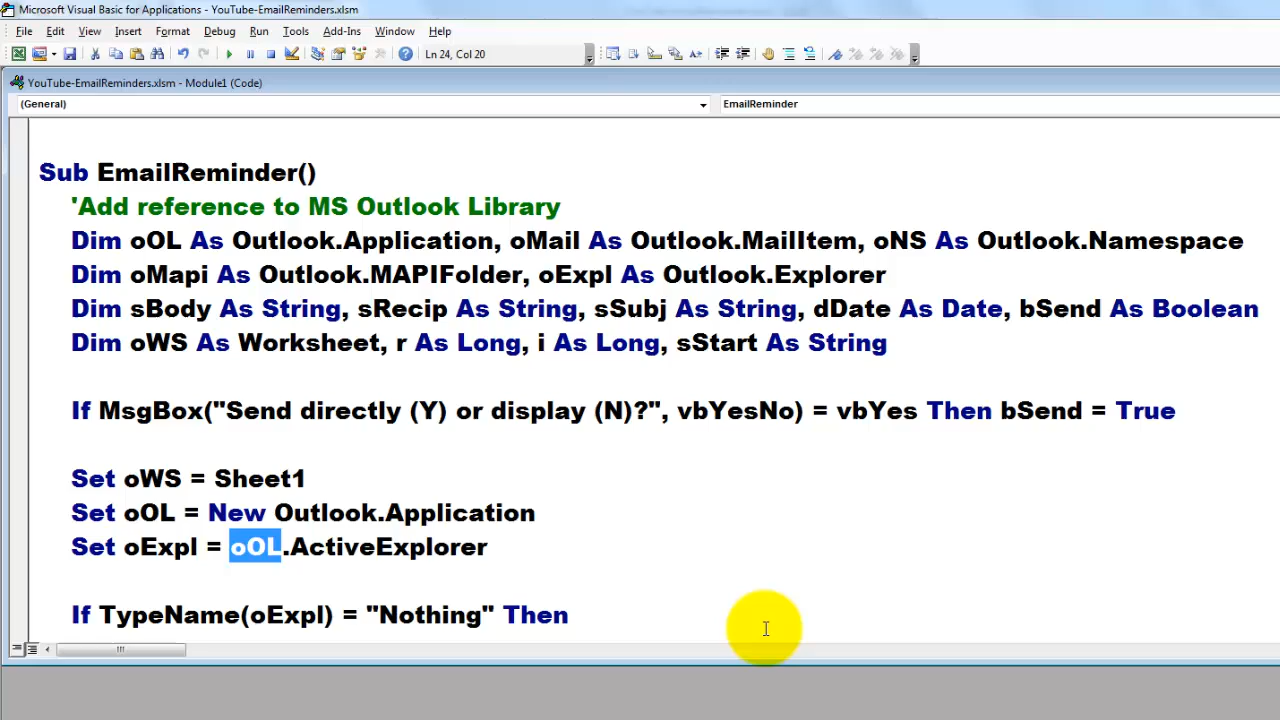 Microsoft Visual Basic for Applications - YouTube-EmailReminders.xlsm
File Edit View Insert Format Debug Run Tools Add-Ins Window Help
Ln 24, Col 20
YouTube-EmailReminders.xlsm - Module1 (Code)
(General) EmailReminder
Sub EmailReminder()
'Add reference to MS Outlook Library
Dim oOL As Outlook.Application, oMail As Outlook.MailItem, oNS As Outlook.Namespace
Dim oMapi As Outlook.MAPIFolder, oExpl As Outlook.Explorer
Dim sBody As String, sRecip As String, sSubj As String, dDate As Date, bSend As Boolean
Dim oWS As Worksheet, r As Long, i As Long, sStart As String
If MsgBox("Send directly (Y) or display (N)?", vbYesNo) = vbYes Then bSend = True
Set oWS = Sheet1
Set oOL = New Outlook.Application
Set oExpl = oOL.ActiveExplorer
If TypeName(oExpl) = "Nothing" Then